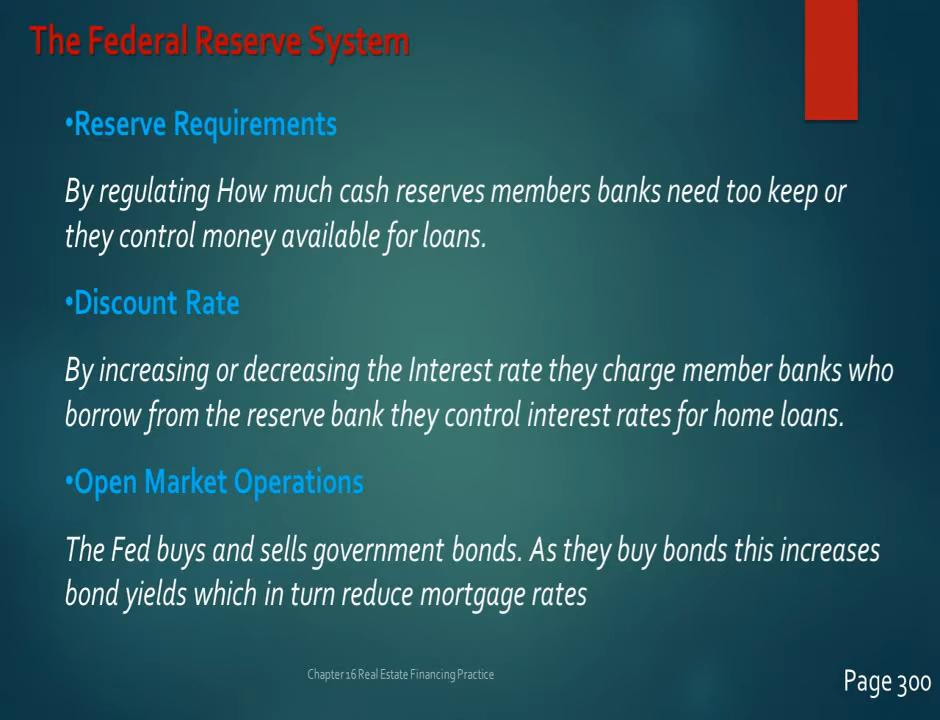 The Federal Reserve System
•Reserve Requirements
By regulating How much cash reserves members banks need too keep or
they control money available for loans.
•Discount Rate
By increasing or decreasing the Interest rate they charge member banks who
borrow from the reserve bank they control interest rates for home loans.
•Open Market Operations
The Fed buys and sells government bonds. As they buy bonds this increases
bond yields which in turn reduce mortgage rates
Chapter 16 Real Estate Financing Practice
Page 300